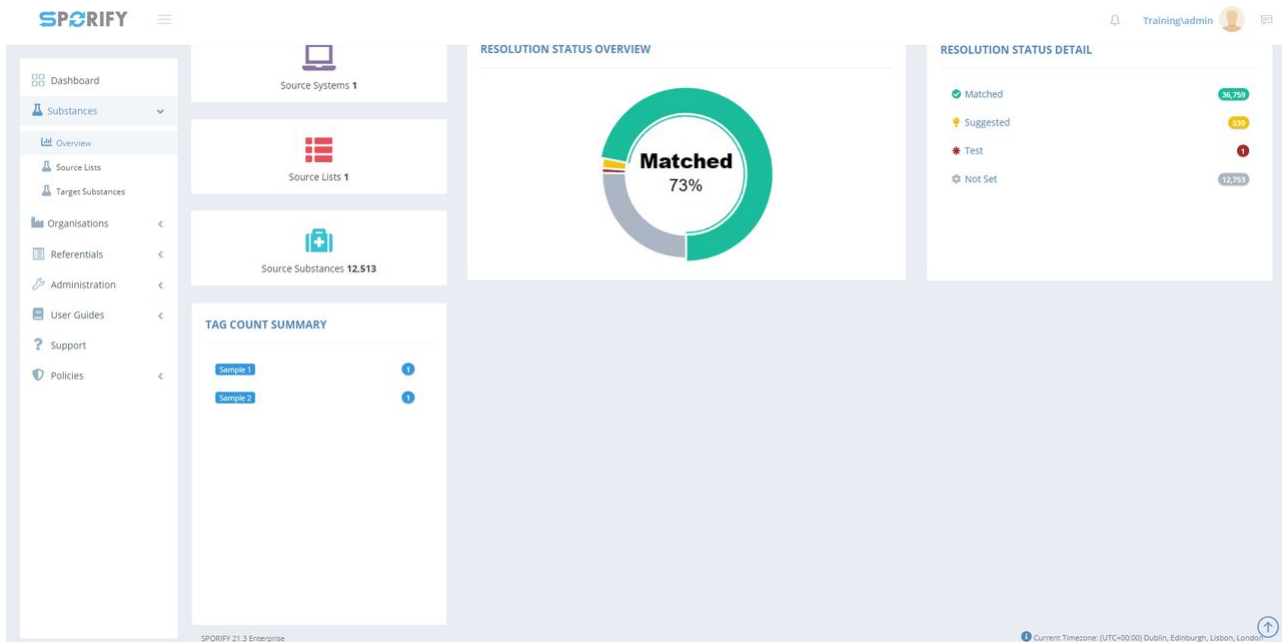 SPORIFY
Training\admin
Dashboard
Substances
Overview
Source Lists
Target Substances
Organisations
Referentials
Administration
User Guides
Support
Policies
Source Systems 1
Source Lists 1
Source Substances 12,513
TAG COUNT SUMMARY
Sample 1 1
Sample 2 1
RESOLUTION STATUS OVERVIEW
Matched
73%
RESOLUTION STATUS DETAIL
Matched 36,759
Suggested 539
Test 1
Not Set 12,753
SPORIFY 21.3 Enterprise
Current Timezone: (UTC+00:00) Dublin, Edinburgh, Lisbon, London